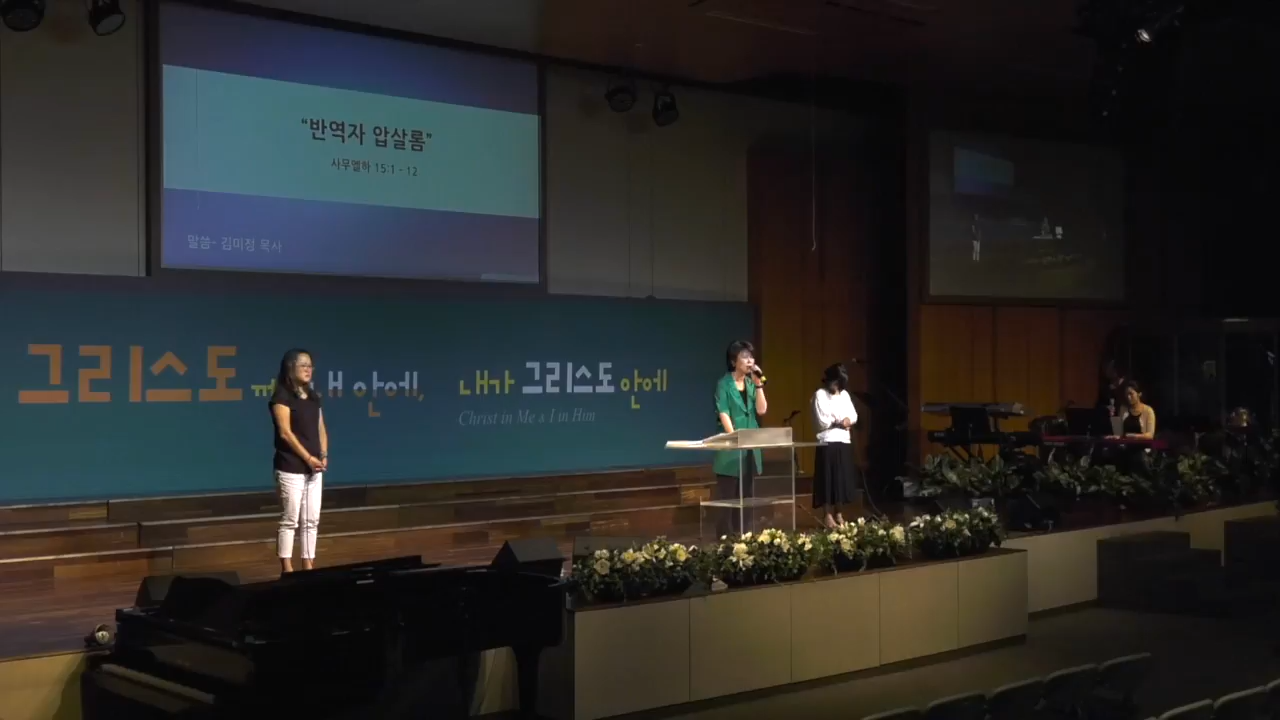 “반역자 압살롬”
사무엘하 15:1 - 12
말씀- 김미정 목사
그리스도 내 안에, 내가 그리스도 안에
Christ in Me & I in Him